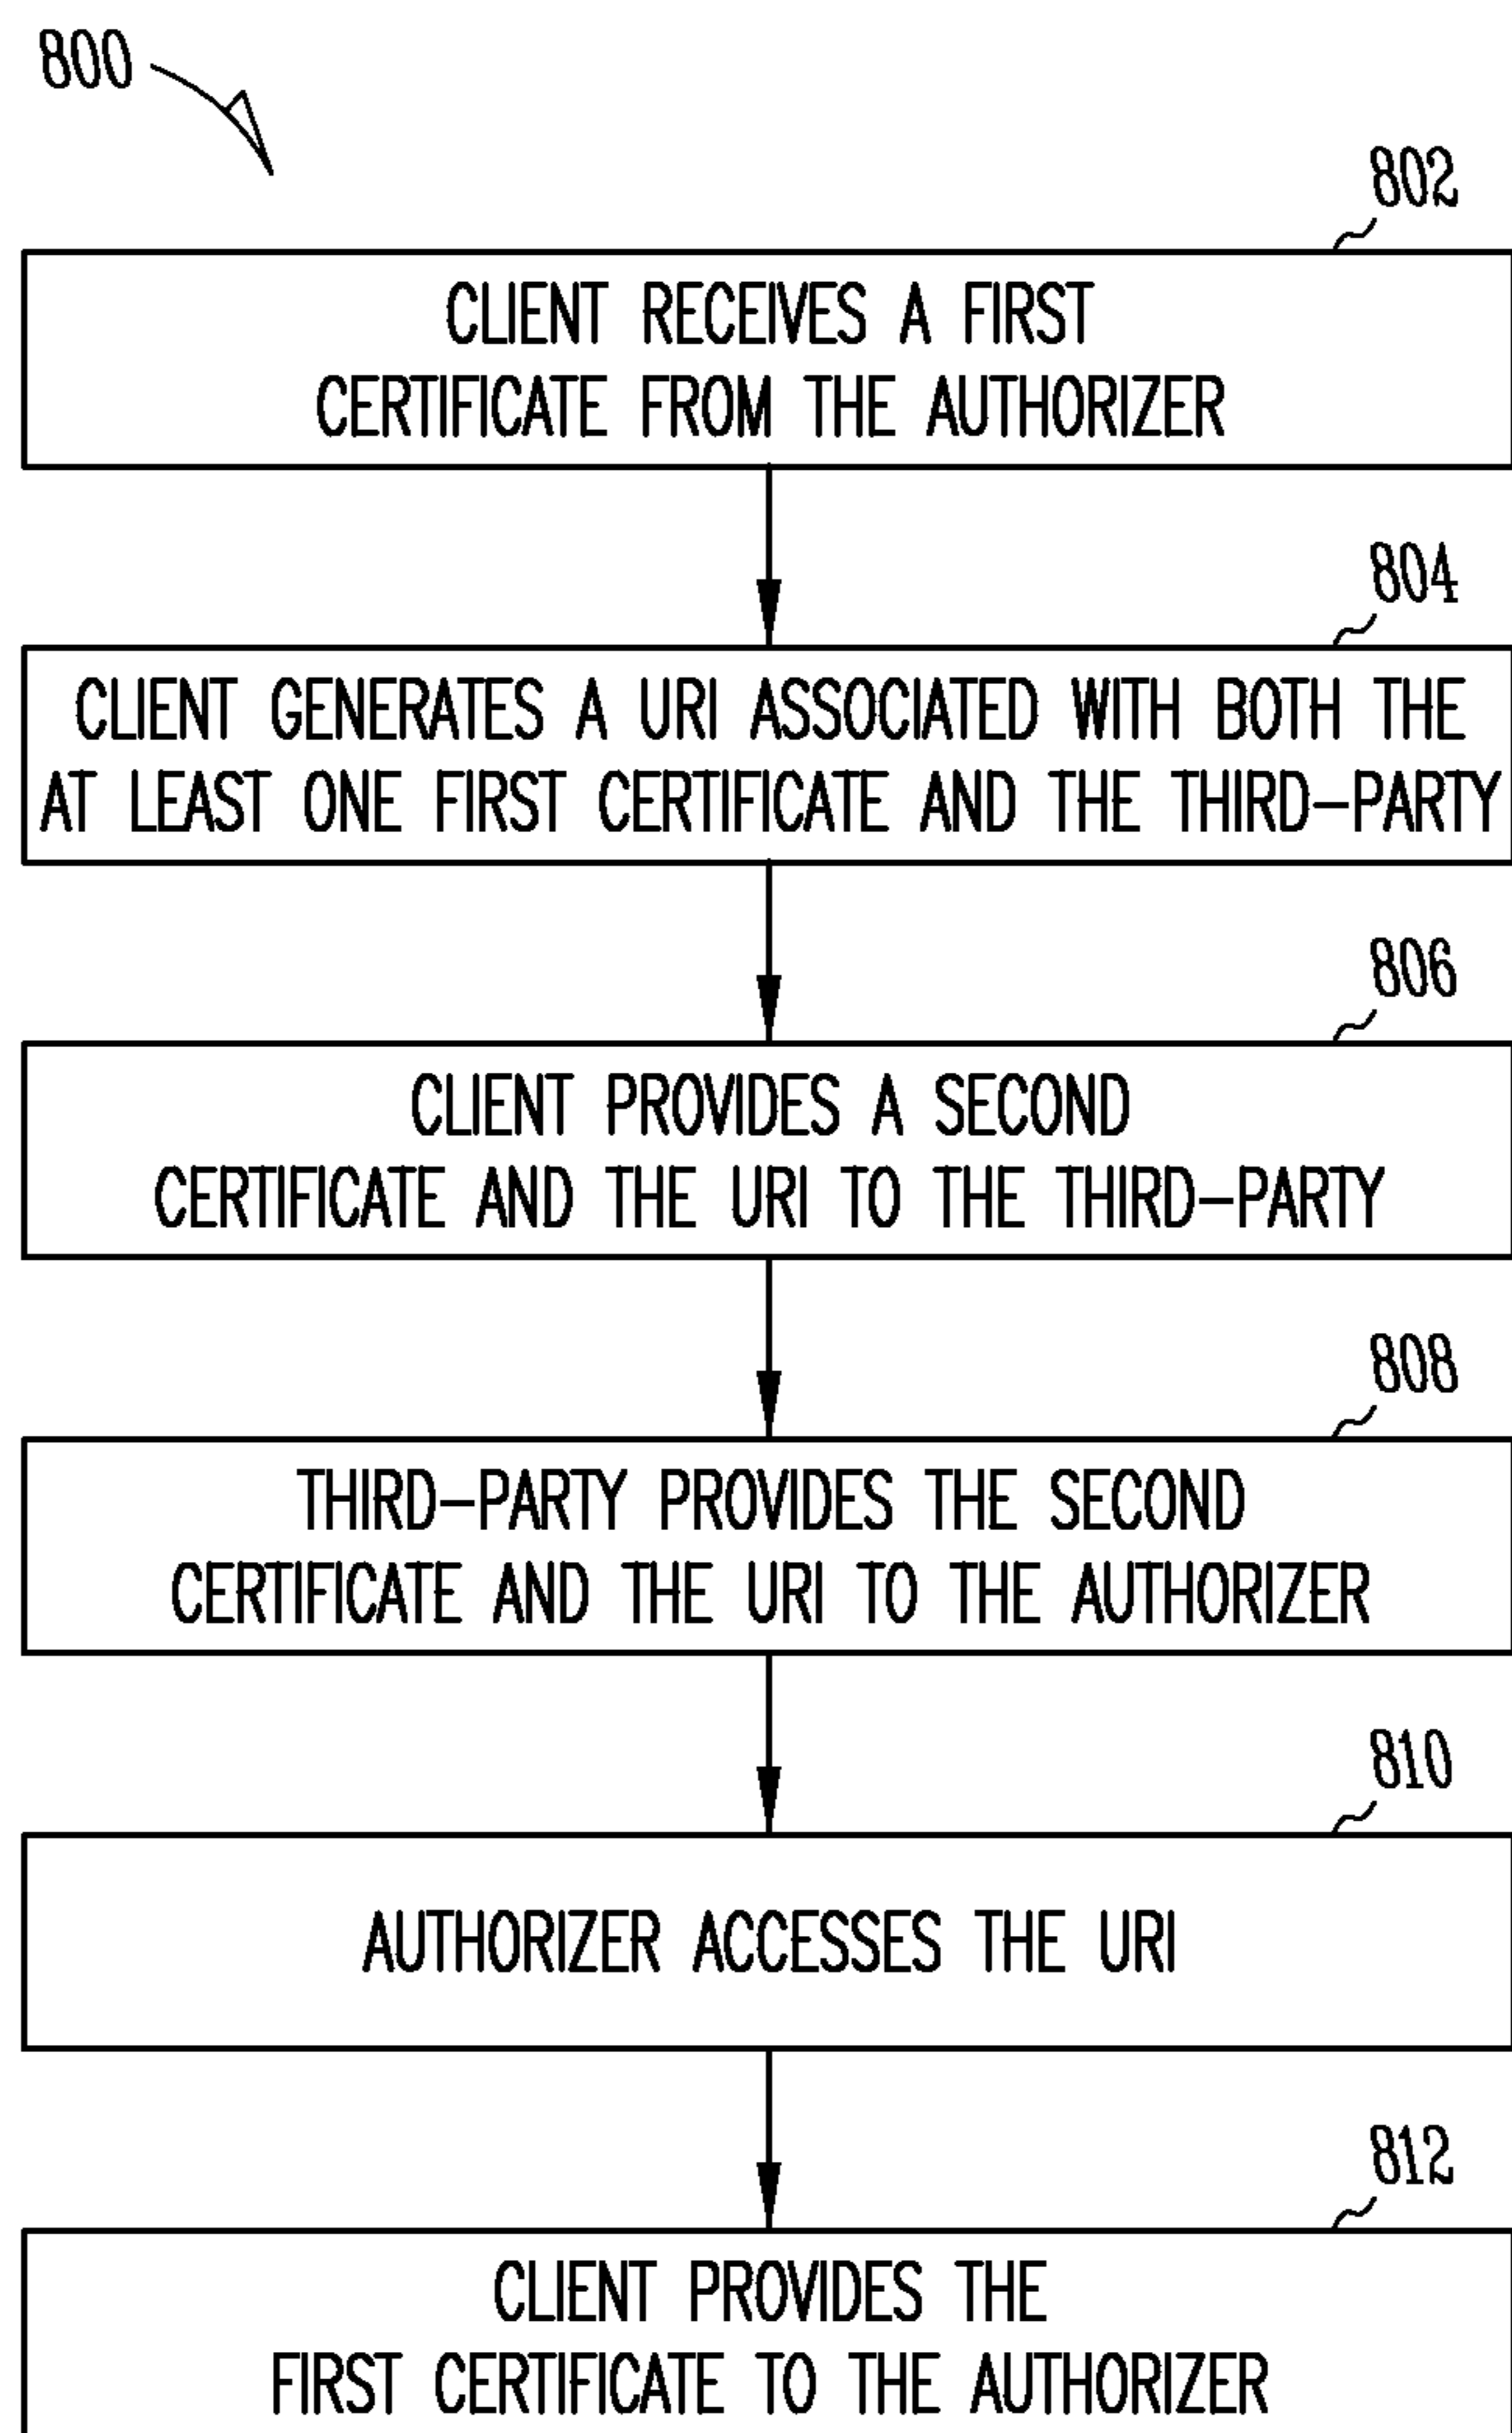 800
802
CLIENT RECEIVES A FIRST
CERTIFICATE FROM THE AUTHORIZER
804
CLIENT GENERATES A URI ASSOCIATED WITH BOTH THE
AT LEAST ONE FIRST CERTIFICATE AND THE THIRD-PARTY
806
CLIENT PROVIDES A SECOND
CERTIFICATE AND THE URI TO THE THIRD-PARTY
808
THIRD-PARTY PROVIDES THE SECOND
CERTIFICATE AND THE URI TO THE AUTHORIZER
810
AUTHORIZER ACCESSES THE URI
812
CLIENT PROVIDES THE
FIRST CERTIFICATE TO THE AUTHORIZER